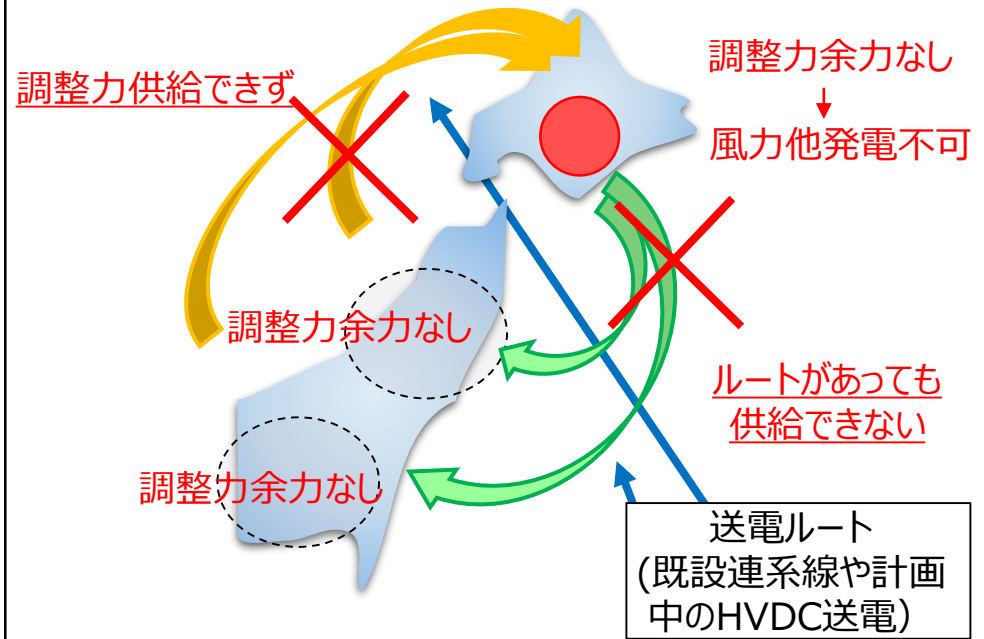 調整力供給できず
調整力余力なし
↓
風力他発電不可
調整力余力なし
ルートがあっても
供給できない
調整力余力なし
送電ルート
(既設連系線や計画
中のHVDC送電）